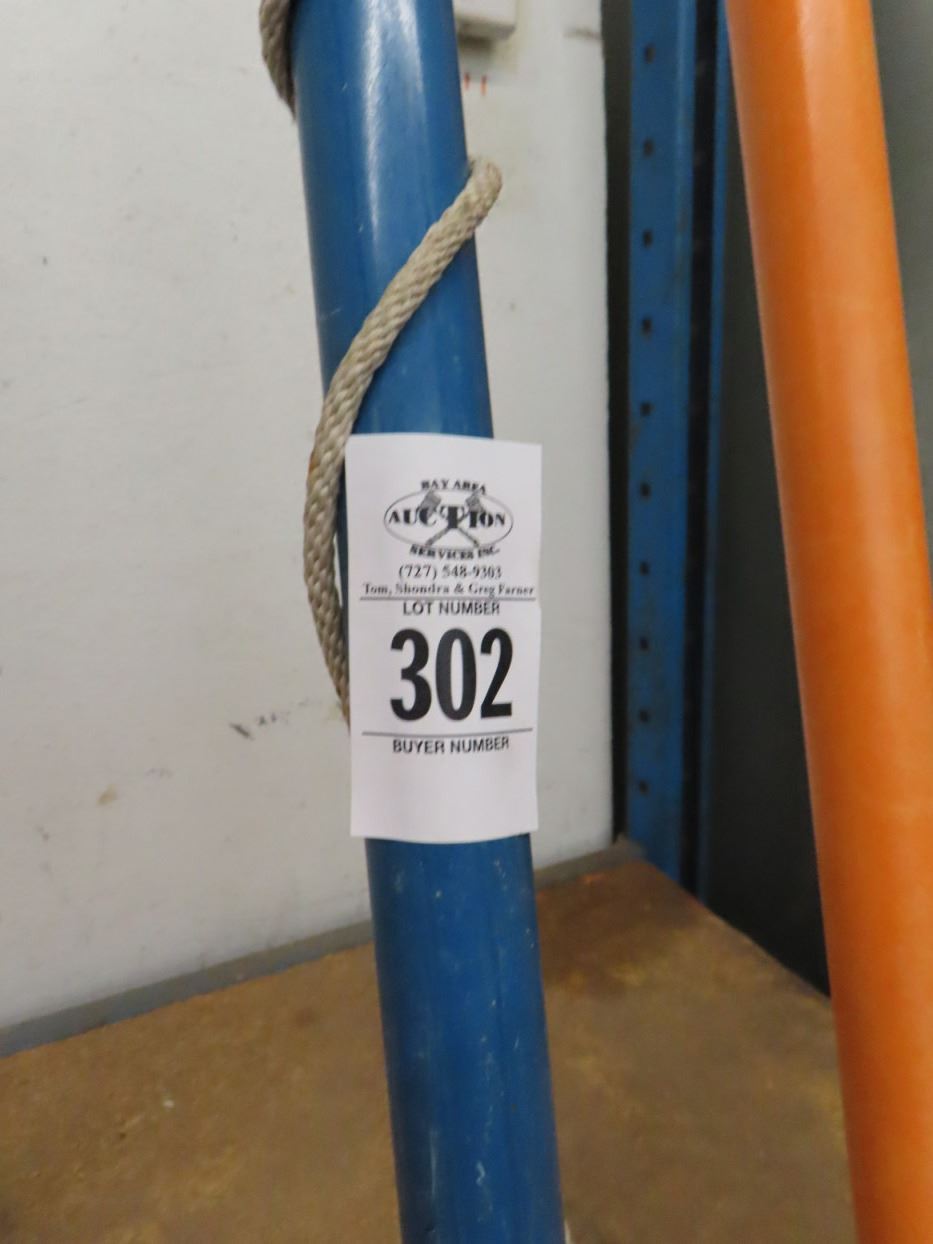 BAY AREA
AUCTION
SERVICES INC.
(727) 548-9303
Tom, Shondra & Greg Farner
LOT NUMBER
302
BUYER NUMBER